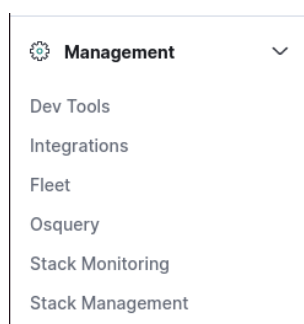 Management
Dev Tools
Integrations
Fleet
Osquery
Stack Monitoring
Stack Management